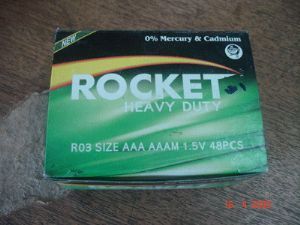 NEW
0% Mercury & Cadmium
ROCKET
HEAVY DUTY
R03 SIZE AAA AAAM 1.5V 48PCS